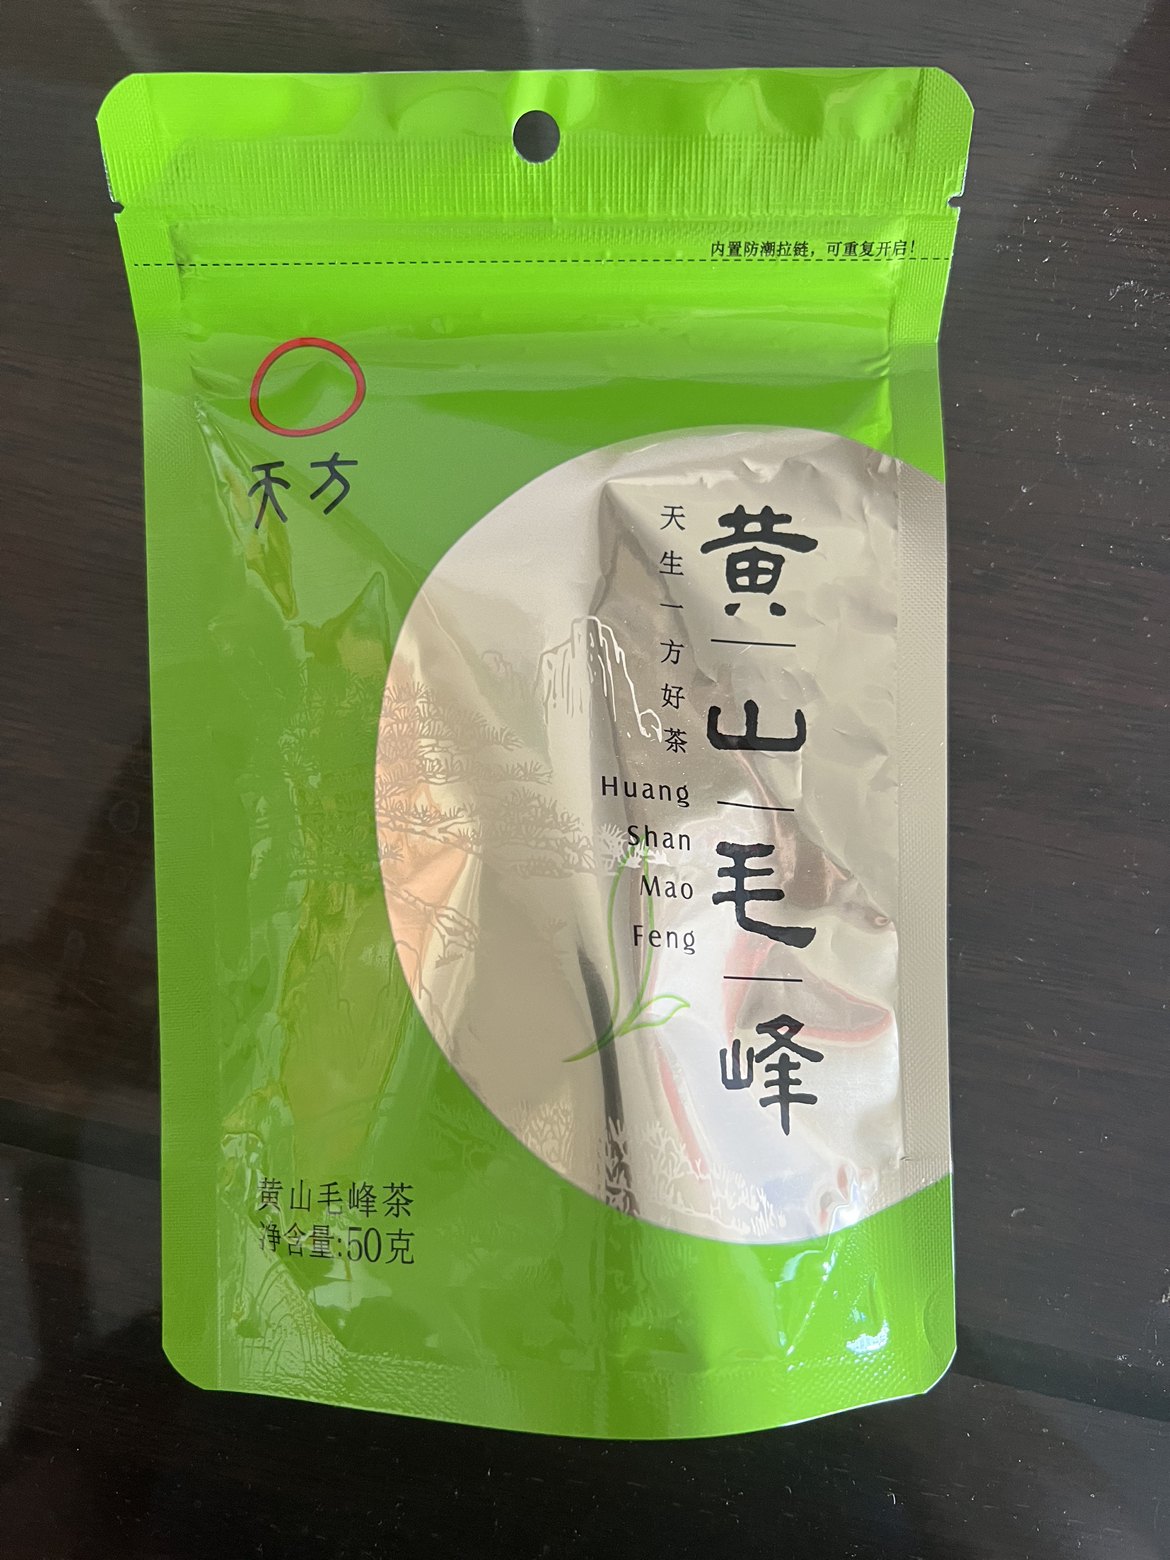 内置防潮拉链，可重复开启！
天方
黄山毛峰
天生一方好茶
Huang
Shan
Mao
Feng
黄山毛峰茶
净含量:50克